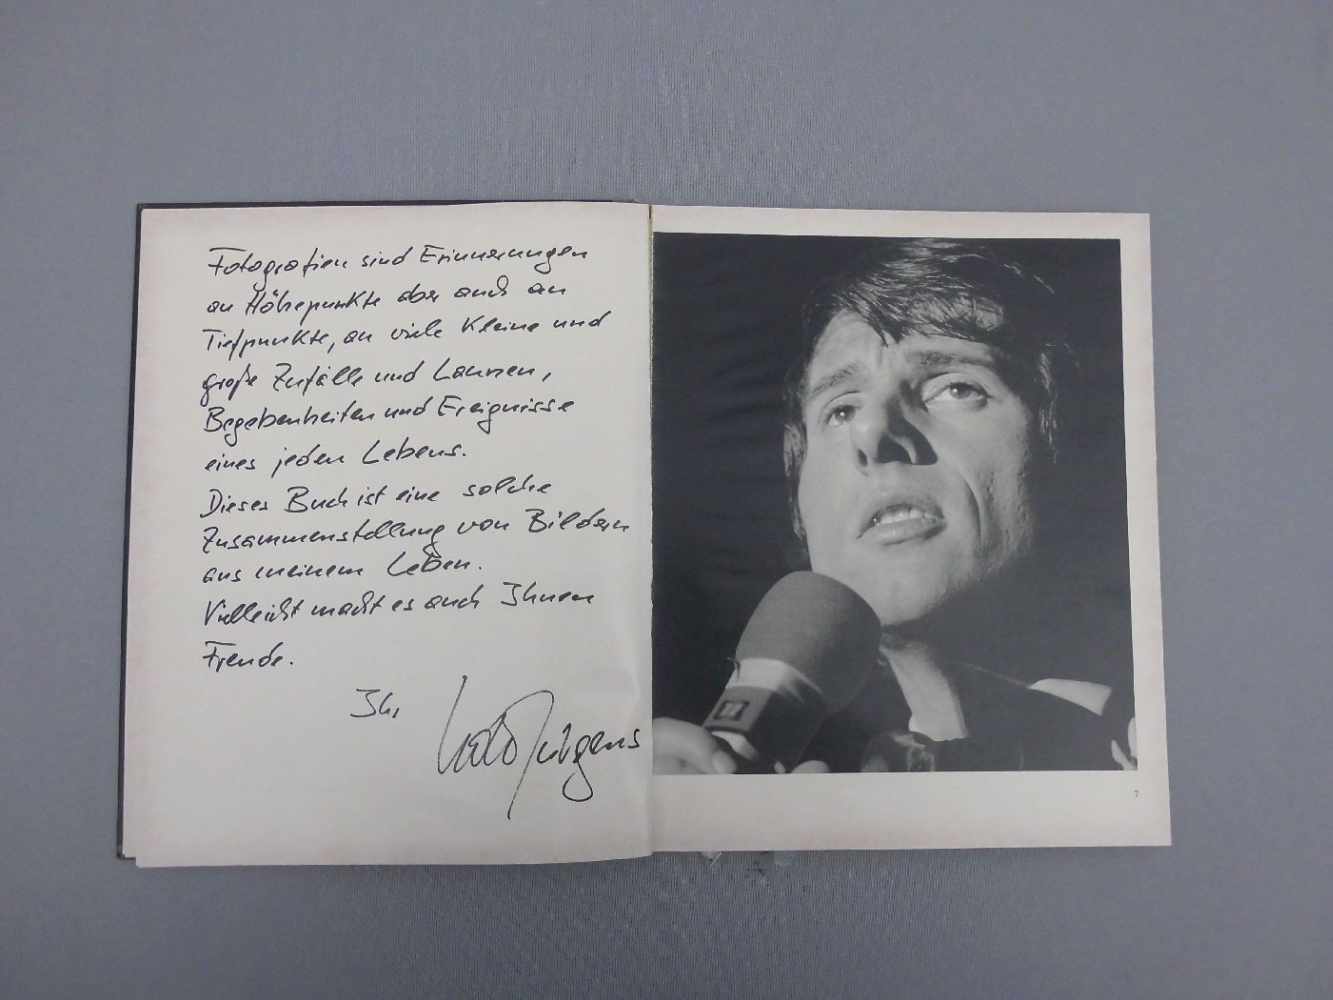 Fotografien sind Erinnerungen
an Höhepunkte aber auch an
Tiefpunkte, an viele kleine und
große Zufälle und Launen,
Begebenheiten und Ereignisse
eines jeden Lebens.
Dieses Buch ist eine solche
Zusammenstellung von Bildern
aus meinem Leben.
Vielleicht macht es auch Ihnen
Freude.
Ihr
Udo Jürgens
7